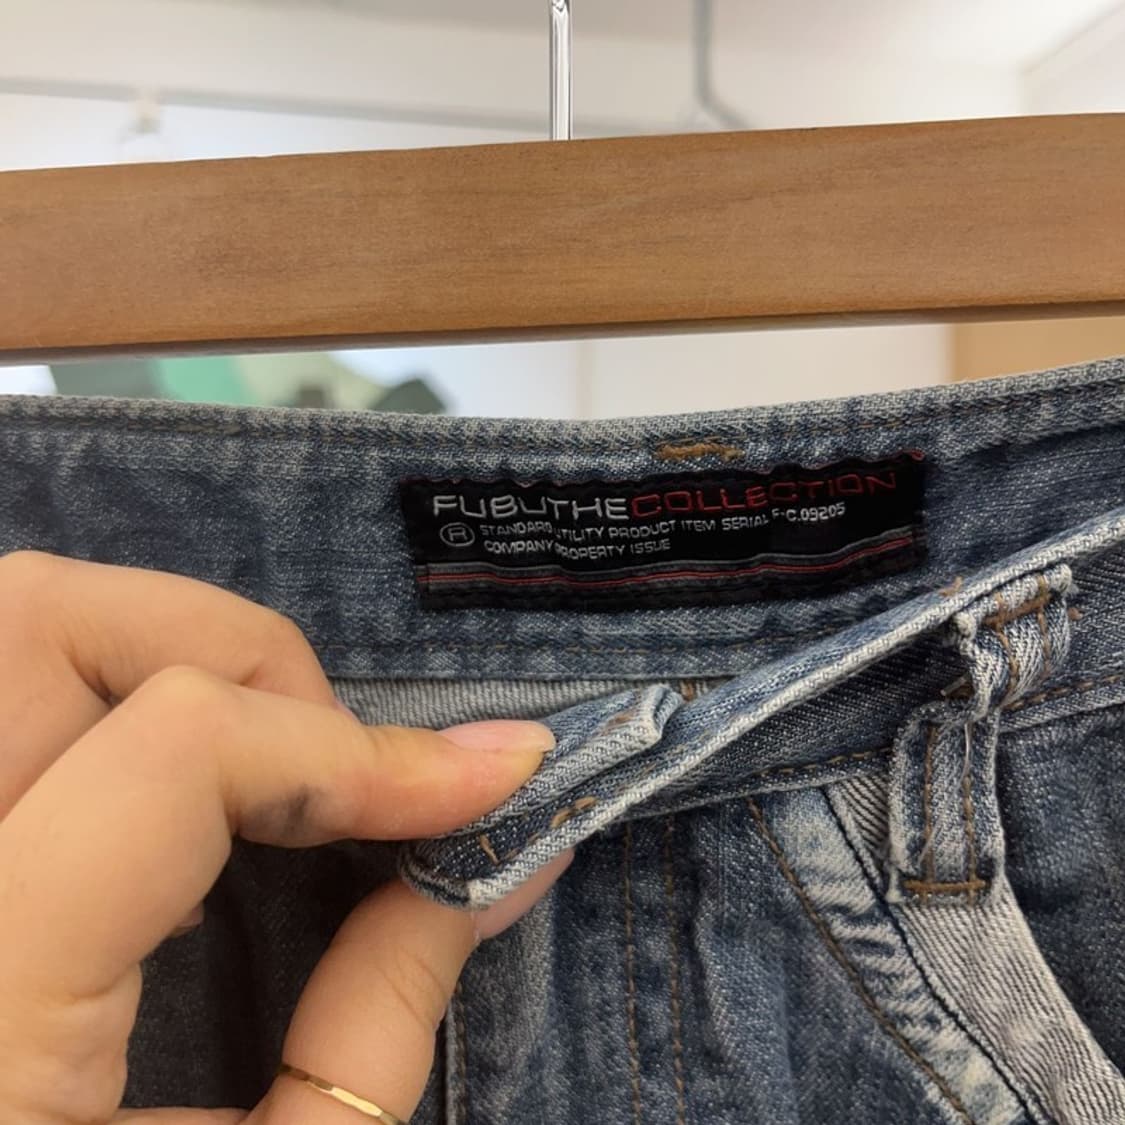 FUBUTHECOLLECTION
® STANDARD UTILITY PRODUCT ITEM SERIAL F-C.09205
COMPANY PROPERTY ISSUE